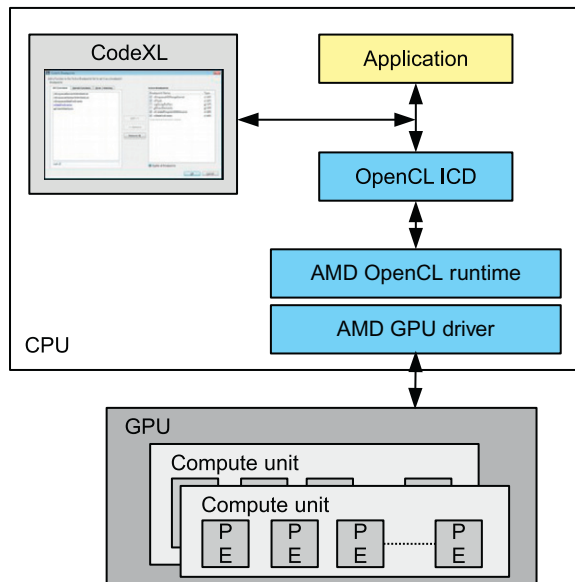 CodeXL
Application
OpenCL ICD
AMD OpenCL runtime
AMD GPU driver
CPU
GPU
Compute unit
Compute unit
P P P P
E E E E